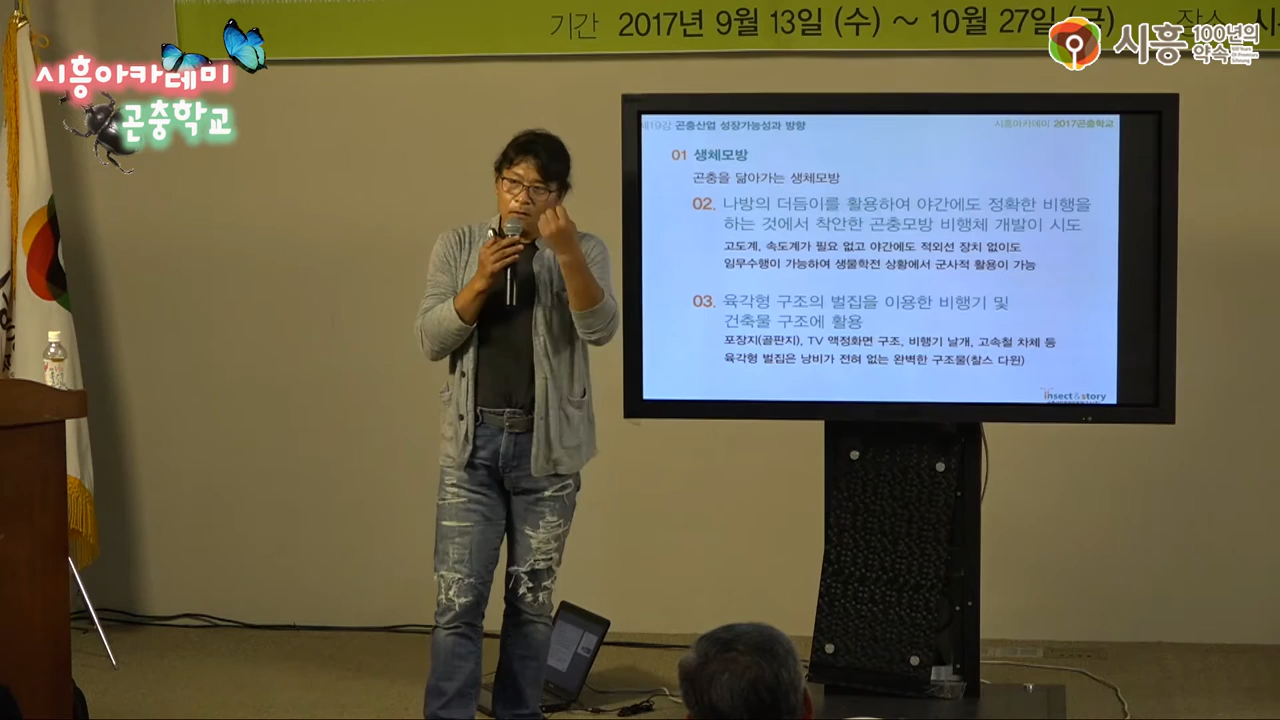 기간 2017년 9월 13일 (수) ~ 10월 27일 (금) 장소 시
시흥 100년의 약속
시흥아카데미
곤충학교
제19강 곤충산업 성장가능성과 방향
시흥아카데미 2017곤충학교
01 생체모방
곤충을 닮아가는 생체모방
02. 나방의 더듬이를 활용하여 야간에도 정확한 비행을
하는 것에서 착안한 곤충모방 비행체 개발이 시도
고도계, 속도계가 필요 없고 야간에도 적외선 장치 없이도
임무수행이 가능하여 생물학전 상황에서 군사적 활용이 가능
03. 육각형 구조의 벌집을 이용한 비행기 및
건축물 구조에 활용
포장지(골판지), TV 액정화면 구조, 비행기 날개, 고속철 차체 등
육각형 벌집은 낭비가 전혀 없는 완벽한 구조물(찰스 다윈)
insect & story